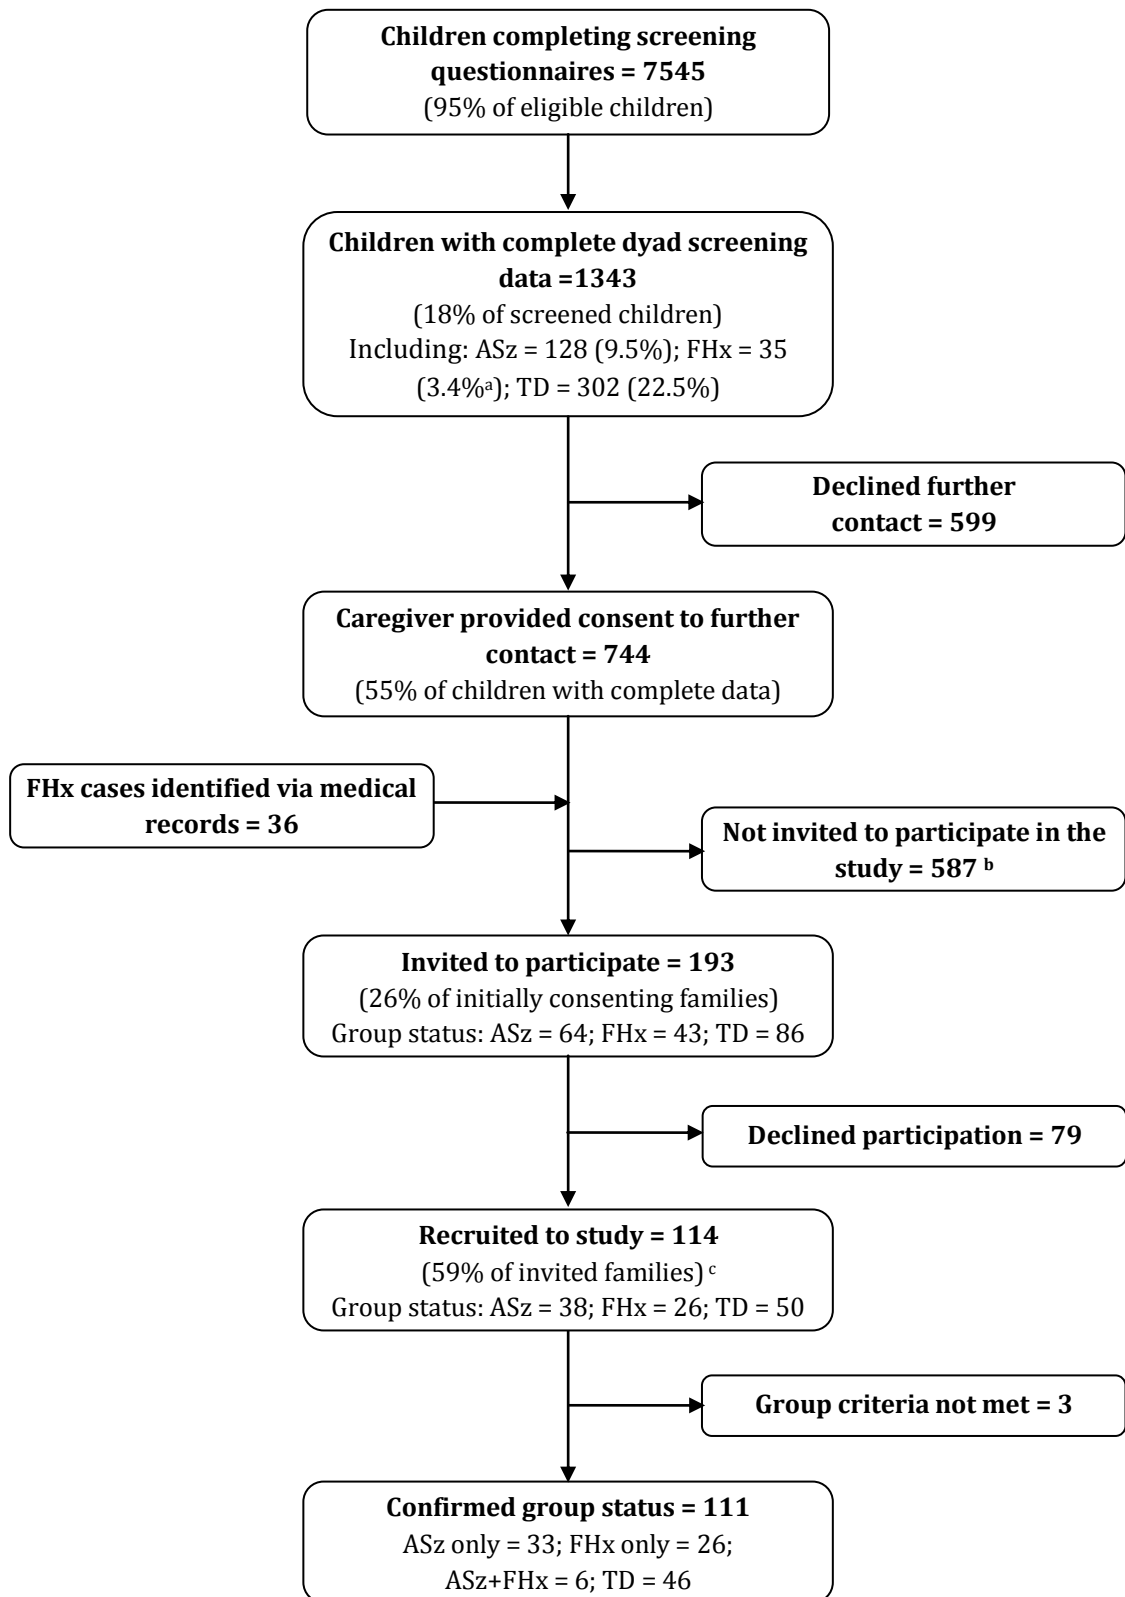 Children completing screening
questionnaires = 7545
(95% of eligible children)
Children with complete dyad screening
data =1343
(18% of screened children)
Including: ASz = 128 (9.5%); FHx = 35
(3.4%ᵃ); TD = 302 (22.5%)
Declined further
contact = 599
Caregiver provided consent to further
contact = 744
(55% of children with complete data)
FHx cases identified via medical
records = 36
Not invited to participate in the
study = 587 ᵇ
Invited to participate = 193
(26% of initially consenting families)
Group status: ASz = 64; FHx = 43; TD = 86
Declined participation = 79
Recruited to study = 114
(59% of invited families) ᶜ
Group status: ASz = 38; FHx = 26; TD = 50
Group criteria not met = 3
Confirmed group status = 111
ASz only = 33; FHx only = 26;
ASz+FHx = 6; TD = 46